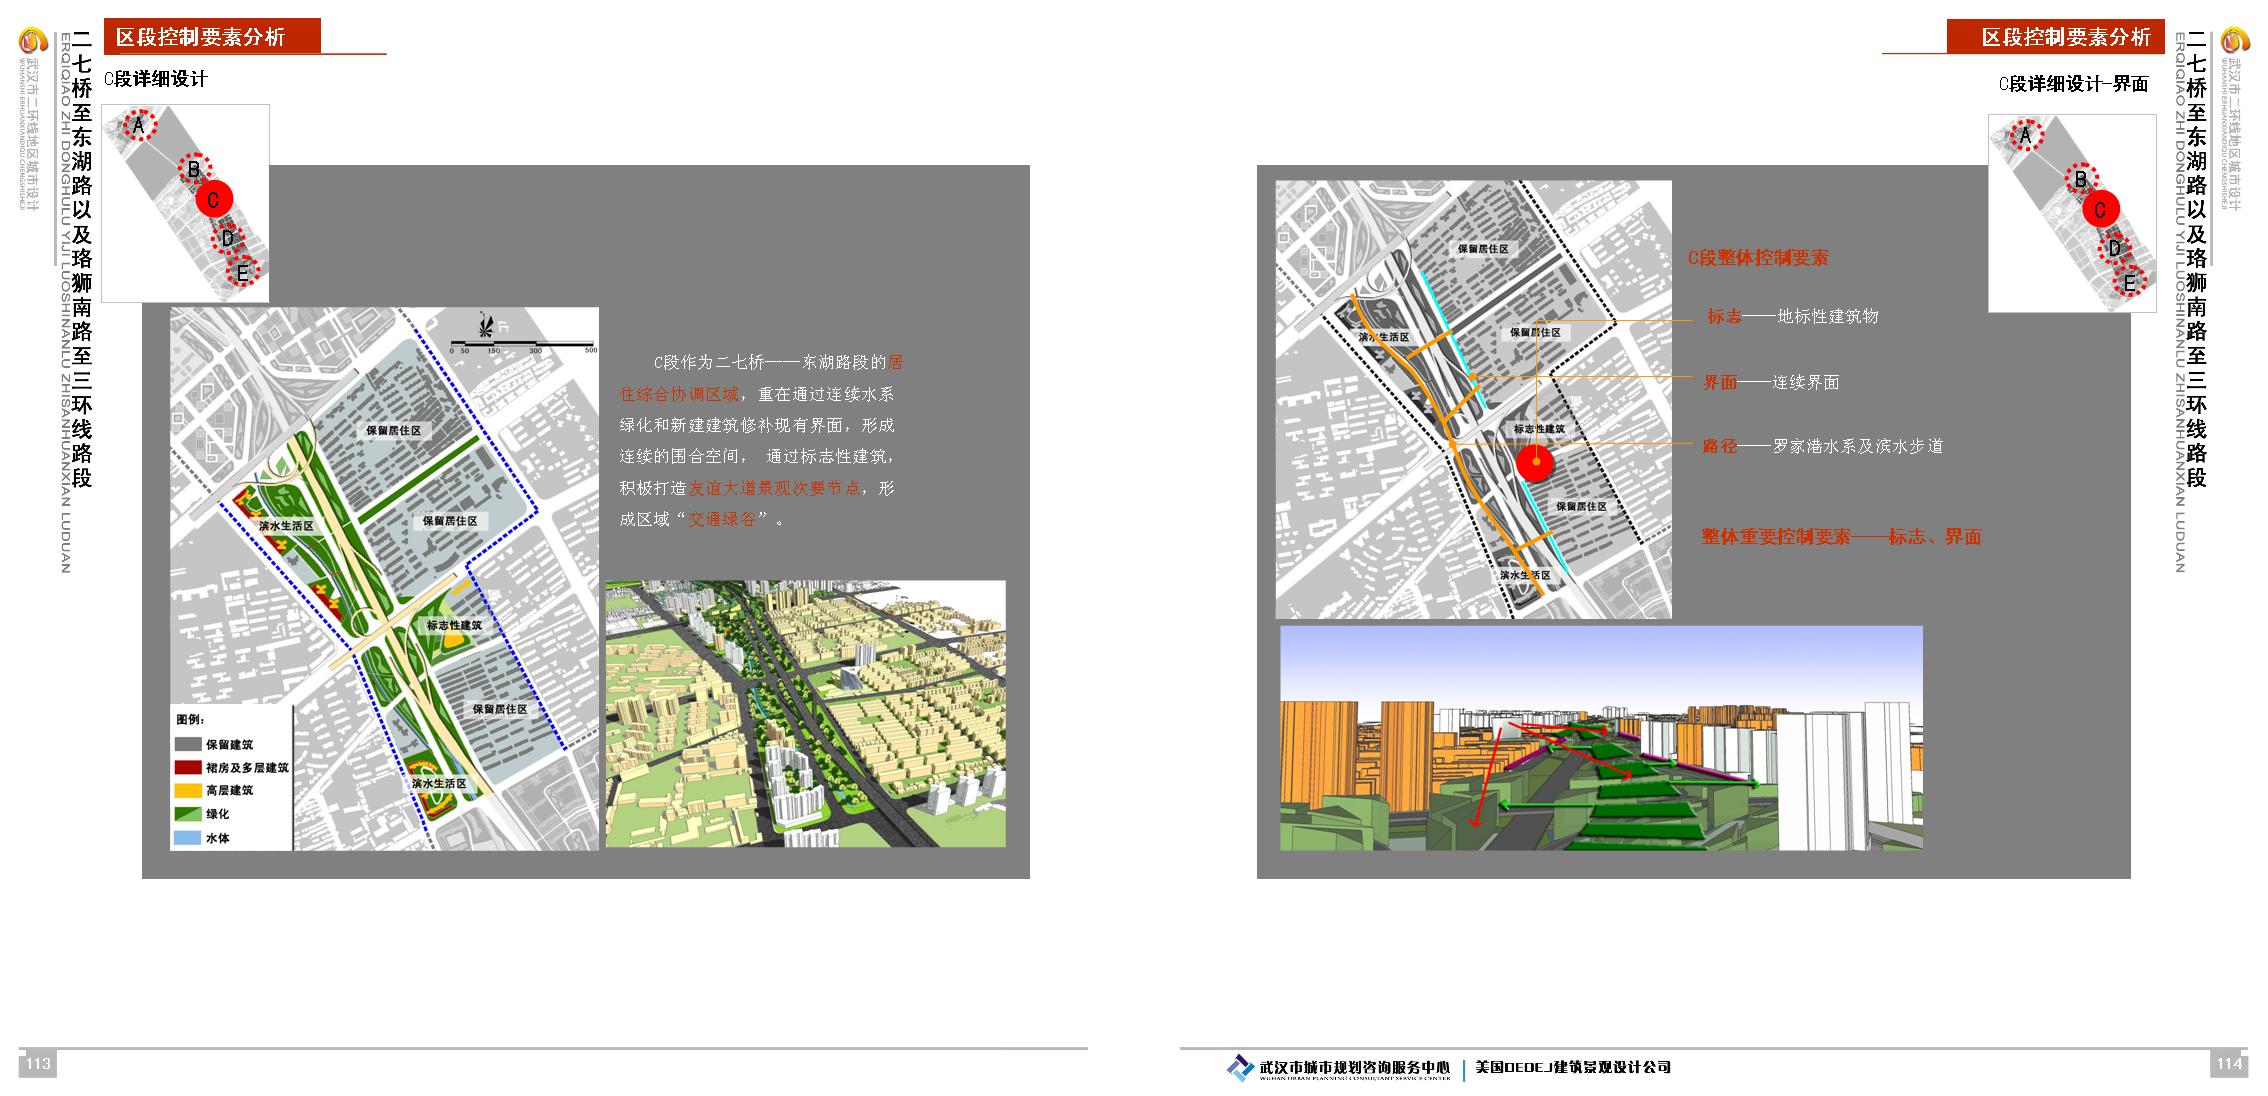 区段控制要素分析
C段详细设计
武汉市二环线地区城市设计
WUHANSHI ERHUANXIANDIQU CHENGSHISHEJI
二七桥至东湖路以及珞狮南路至三环线路段
ERQIQIAO ZHI DONGHULU YIJI LUOSHINANLU ZHISANHUANXIAN LUDUAN
A
B
C
D
E
北
0 50 150 300 500
保留居住区
保留居住区
滨水生活区
标志性建筑
保留居住区
滨水生活区
图例：
保留建筑
裙房及多层建筑
高层建筑
绿化
水体
C段作为二七桥——东湖路段的居
住综合协调区域，重在通过连续水系
绿化和新建建筑修补现有界面，形成
连续的围合空间， 通过标志性建筑，
积极打造友谊大道景观次要节点，形
成区域“交通绿谷”。
113
区段控制要素分析
C段详细设计-界面
武汉市二环线地区城市设计
WUHANSHI ERHUANXIANDIQU CHENGSHISHEJI
二七桥至东湖路以及珞狮南路至三环线路段
ERQIQIAO ZHI DONGHULU YIJI LUOSHINANLU ZHISANHUANXIAN LUDUAN
A
B
C
D
E
保留居住区
保留居住区
滨水生活区
标志性建筑
保留居住区
滨水生活区
C段整体控制要素
标志——地标性建筑物
界面——连续界面
路径——罗家港水系及滨水步道
整体重要控制要素——标志、界面
武汉市城市规划咨询服务中心
WUHAN URBAN PLANNING CONSULTANT SERVICE CENTER
美国DEDEJ建筑景观设计公司
114